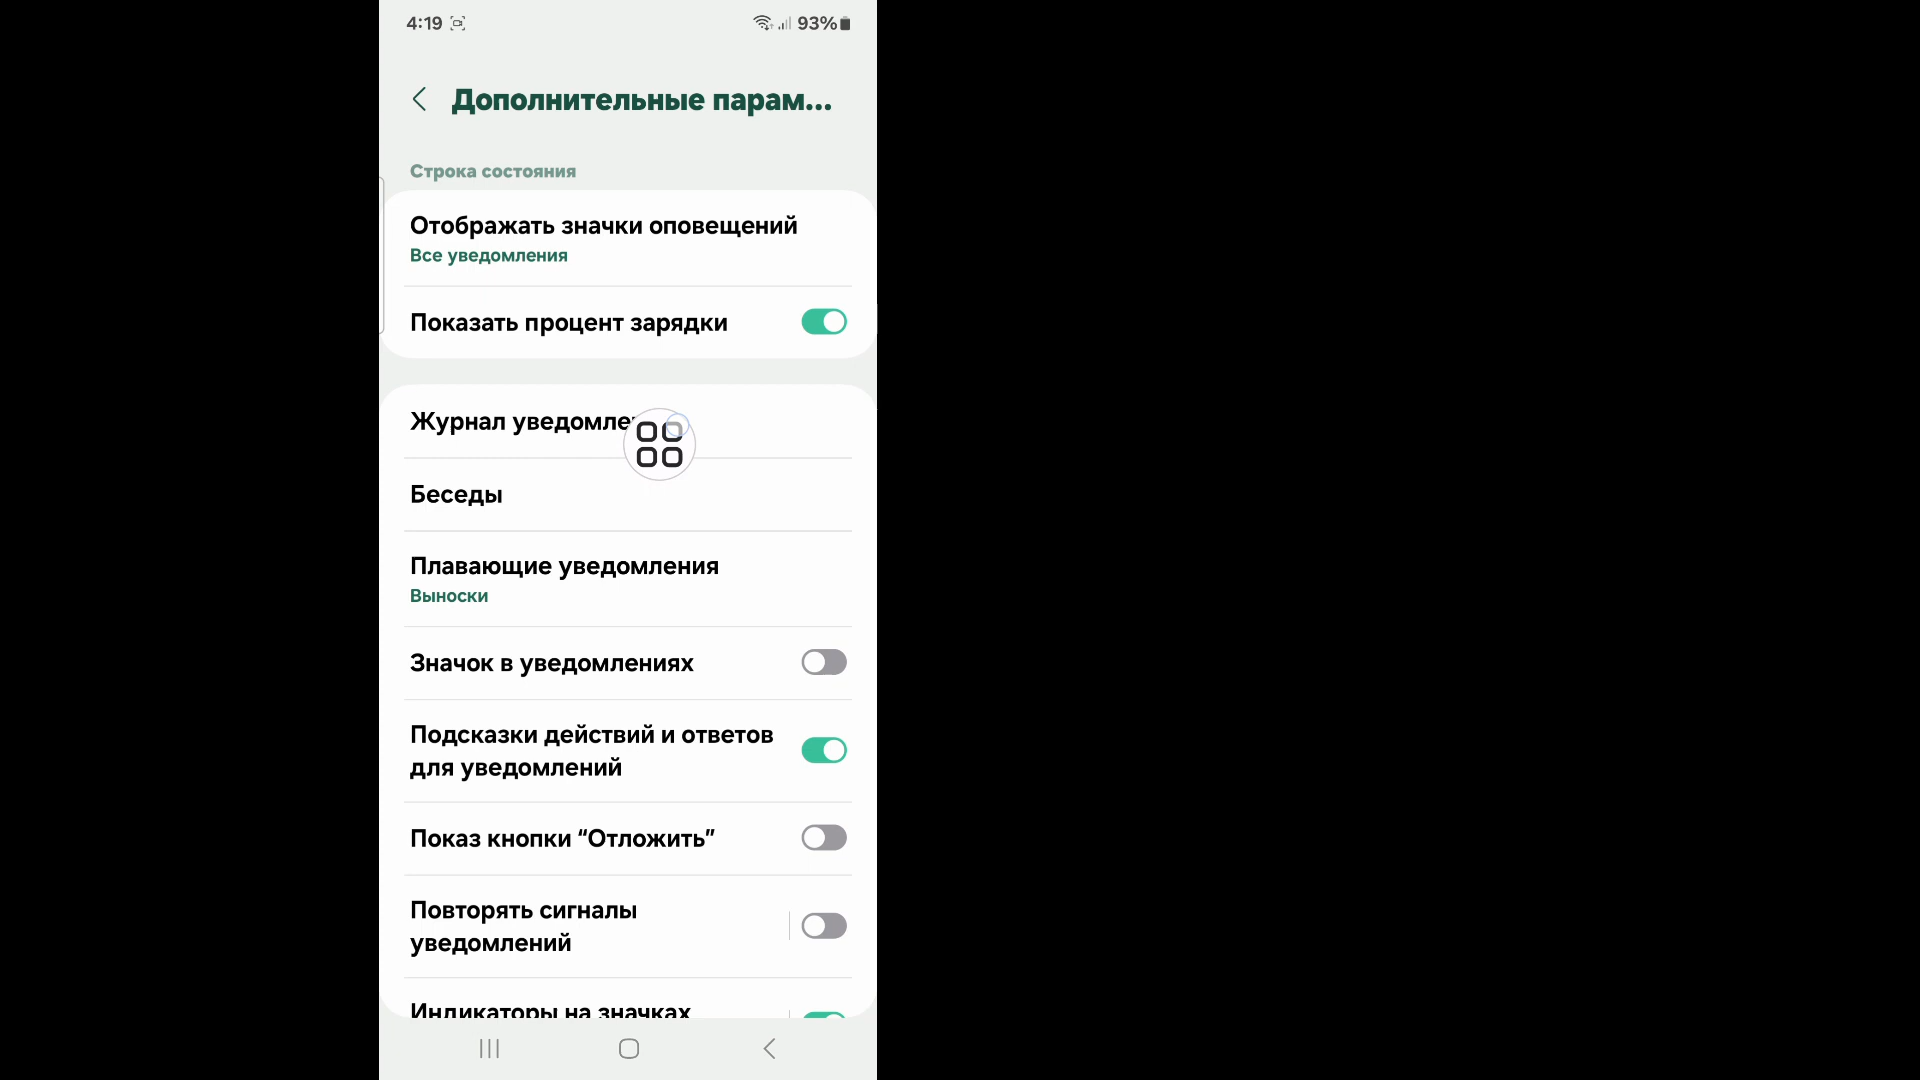 4:19
93%
Дополнительные парам...
Строка состояния
Отображать значки оповещений
Все уведомления
Показать процент зарядки
Журнал
Беседы
Плавающие уведомления
Выноски
Значок в уведомлениях
Подсказки действий и ответов
для уведомлений
Показ кнопки “Отложить”
Повторять сигналы
уведомлений
Индикаторы на значках